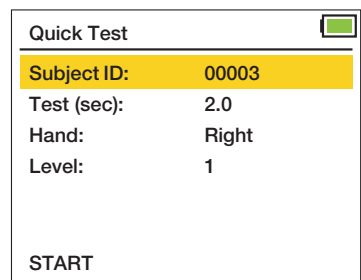 Quick Test
Subject ID: 00003
Test (sec): 2.0
Hand: Right
Level: 1
START